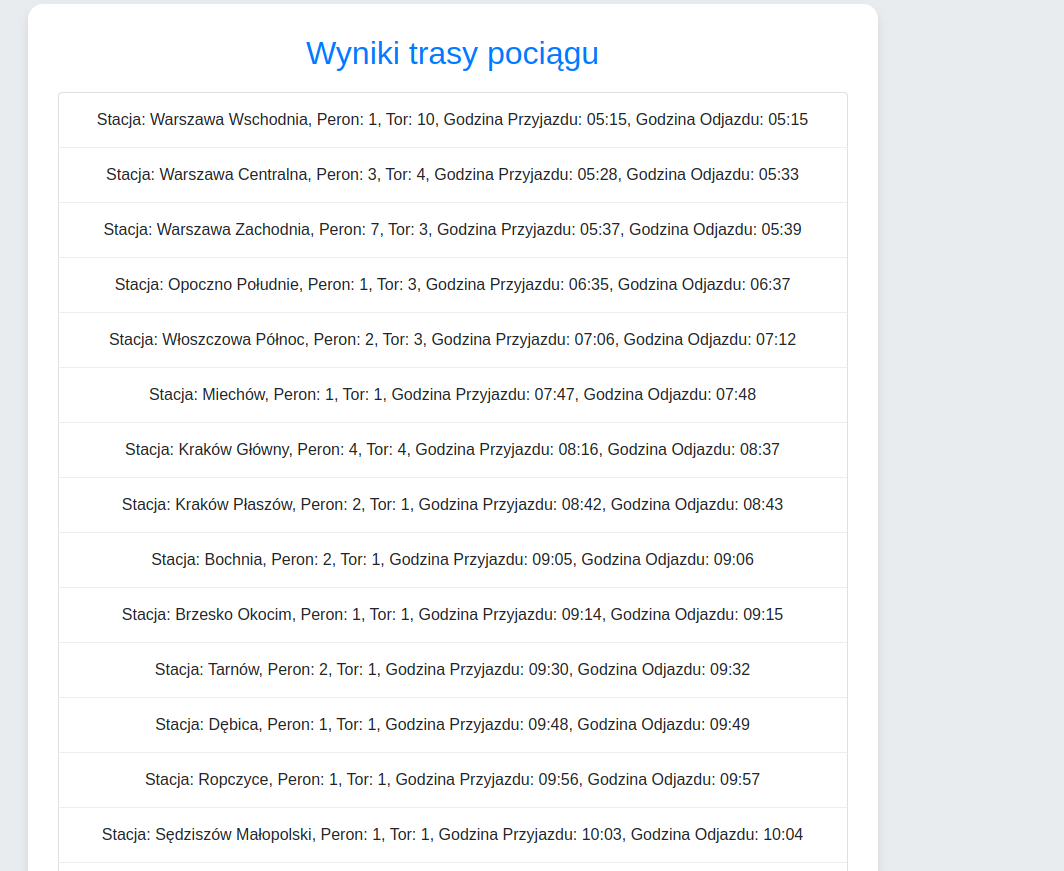 Wyniki trasy pociągu
Stacja: Warszawa Wschodnia, Peron: 1, Tor: 10, Godzina Przyjazdu: 05:15, Godzina Odjazdu: 05:15
Stacja: Warszawa Centralna, Peron: 3, Tor: 4, Godzina Przyjazdu: 05:28, Godzina Odjazdu: 05:33
Stacja: Warszawa Zachodnia, Peron: 7, Tor: 3, Godzina Przyjazdu: 05:37, Godzina Odjazdu: 05:39
Stacja: Opoczno Południe, Peron: 1, Tor: 3, Godzina Przyjazdu: 06:35, Godzina Odjazdu: 06:37
Stacja: Włoszczowa Północ, Peron: 2, Tor: 3, Godzina Przyjazdu: 07:06, Godzina Odjazdu: 07:12
Stacja: Miechów, Peron: 1, Tor: 1, Godzina Przyjazdu: 07:47, Godzina Odjazdu: 07:48
Stacja: Kraków Główny, Peron: 4, Tor: 4, Godzina Przyjazdu: 08:16, Godzina Odjazdu: 08:37
Stacja: Kraków Płaszów, Peron: 2, Tor: 1, Godzina Przyjazdu: 08:42, Godzina Odjazdu: 08:43
Stacja: Bochnia, Peron: 2, Tor: 1, Godzina Przyjazdu: 09:05, Godzina Odjazdu: 09:06
Stacja: Brzesko Okocim, Peron: 1, Tor: 1, Godzina Przyjazdu: 09:14, Godzina Odjazdu: 09:15
Stacja: Tarnów, Peron: 2, Tor: 1, Godzina Przyjazdu: 09:30, Godzina Odjazdu: 09:32
Stacja: Dębica, Peron: 1, Tor: 1, Godzina Przyjazdu: 09:48, Godzina Odjazdu: 09:49
Stacja: Ropczyce, Peron: 1, Tor: 1, Godzina Przyjazdu: 09:56, Godzina Odjazdu: 09:57
Stacja: Sędziszów Małopolski, Peron: 1, Tor: 1, Godzina Przyjazdu: 10:03, Godzina Odjazdu: 10:04